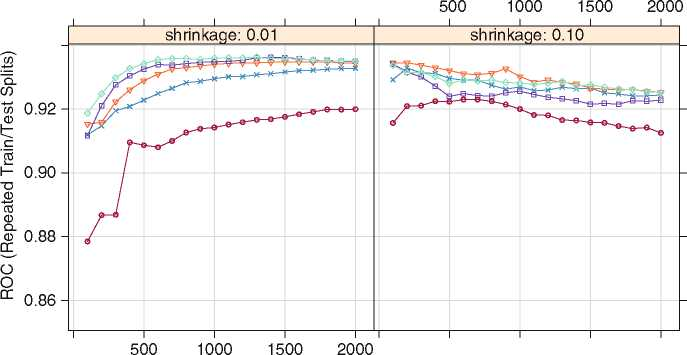 500 1000 1500 2000
shrinkage: 0.01 shrinkage: 0.10
ROC (Repeated Train/Test Splits)
0.92
0.90
0.88
0.86
500 1000 1500 2000